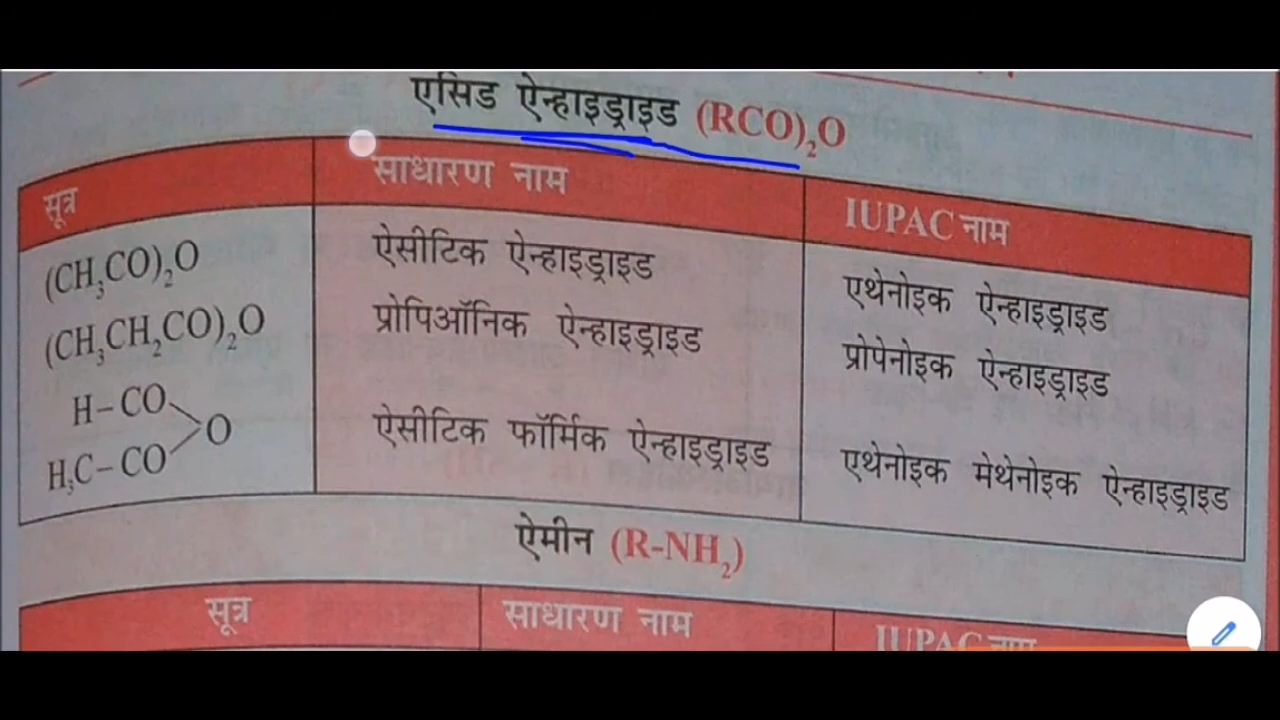 एसिड ऐन्हाइड्राइड (RCO)₂O
सूत्र साधारण नाम IUPAC नाम
(CH₃CO)₂O ऐसीटिक ऐन्हाइड्राइड एथेनोइक ऐन्हाइड्राइड
(CH₃CH₂CO)₂O प्रोपिऑनिक ऐन्हाइड्राइड प्रोपेनोइक ऐन्हाइड्राइड
H–CO
O ऐसीटिक फॉर्मिक ऐन्हाइड्राइड एथेनोइक मेथेनोइक ऐन्हाइड्राइड
H₃C–CO
ऐमीन (R-NH₂)
सूत्र साधारण नाम IUPAC नाम